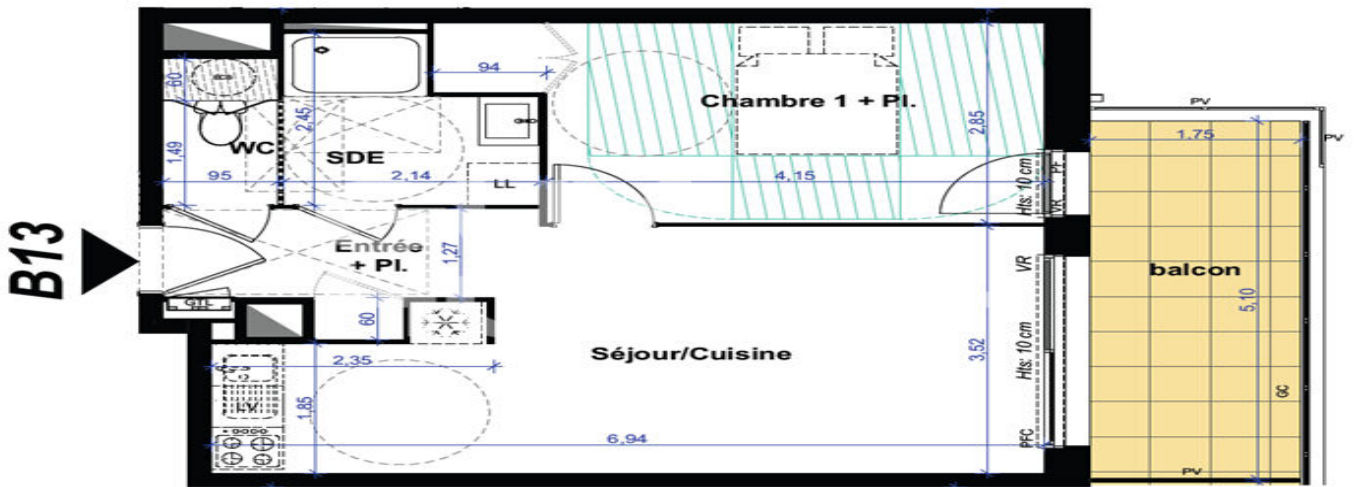 B13
60
WC
1,49
95
2,45
SDE
2,14
LL
94
Chambre 1 + Pl.
2,85
4,15
Hts: 10 cm
PF
VR
Entrée
+ Pl.
1,27
GTL
60
2,35
LV
1,85
Séjour/Cuisine
6,94
3,52
VR
Hts: 10 cm
PFC
PV
PV
1,75
balcon
5,10
GC
PV